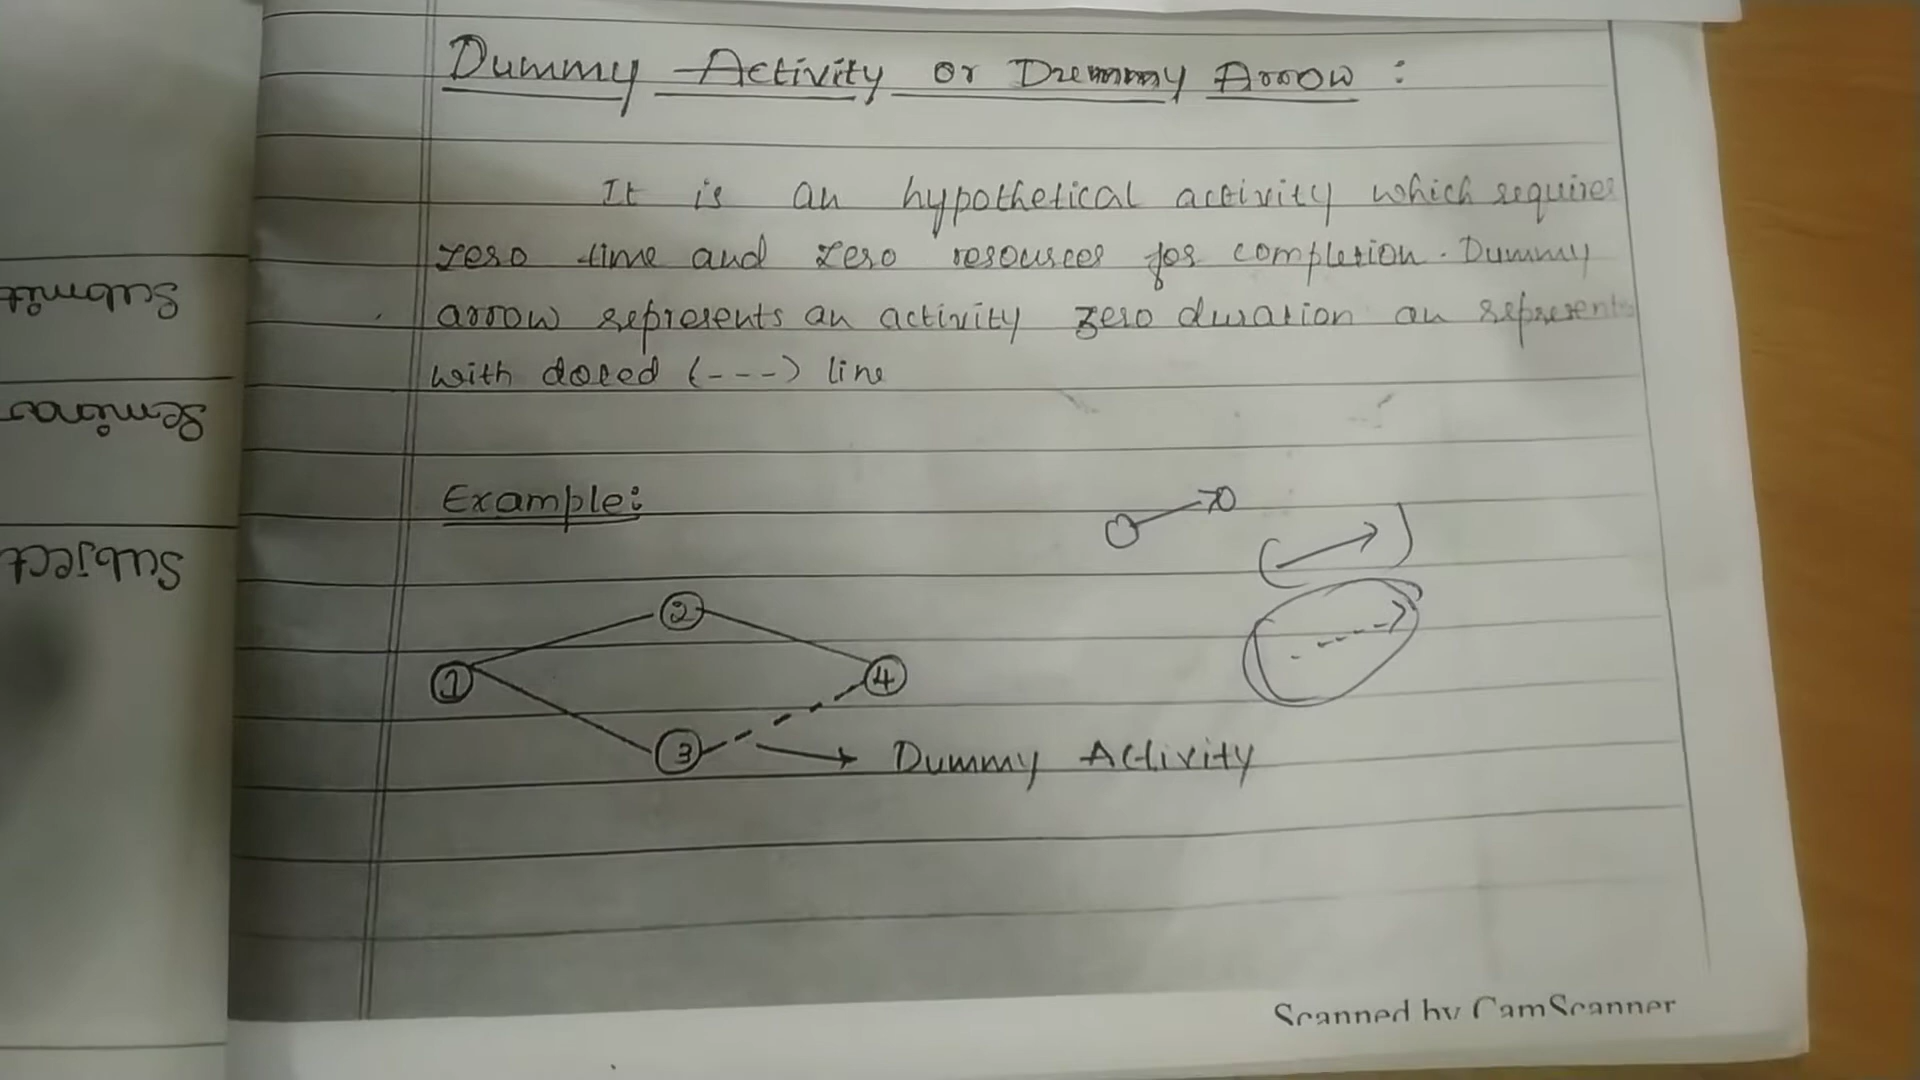 Dummy Activity or Dummy Arrow :
It is an hypothetical activity which requires
zero time and zero resources for completion. Dummy
arrow represents an activity zero duration an represents
with doted (---) line
Example:
2
1
4
3
Dummy Activity
Submit
Seminar
Subject
Scanned by CamScanner